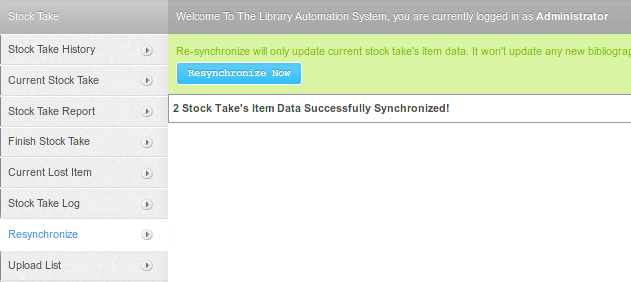 Stock Take
Welcome To The Library Automation System, you are currently logged in as Administrator
Stock Take History
Re-synchronize will only update current stock take's item data. It won't update any new bibliograp
Resynchronize Now
Current Stock Take
2 Stock Take's Item Data Successfully Synchronized!
Stock Take Report
Finish Stock Take
Current Lost Item
Stock Take Log
Resynchronize
Upload List